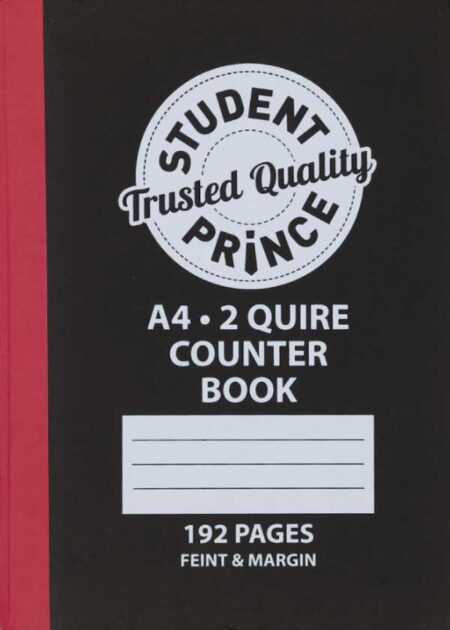 STUDENT
Trusted Quality
PRINCE
A4 • 2 QUIRE
COUNTER
BOOK
192 PAGES
FEINT & MARGIN